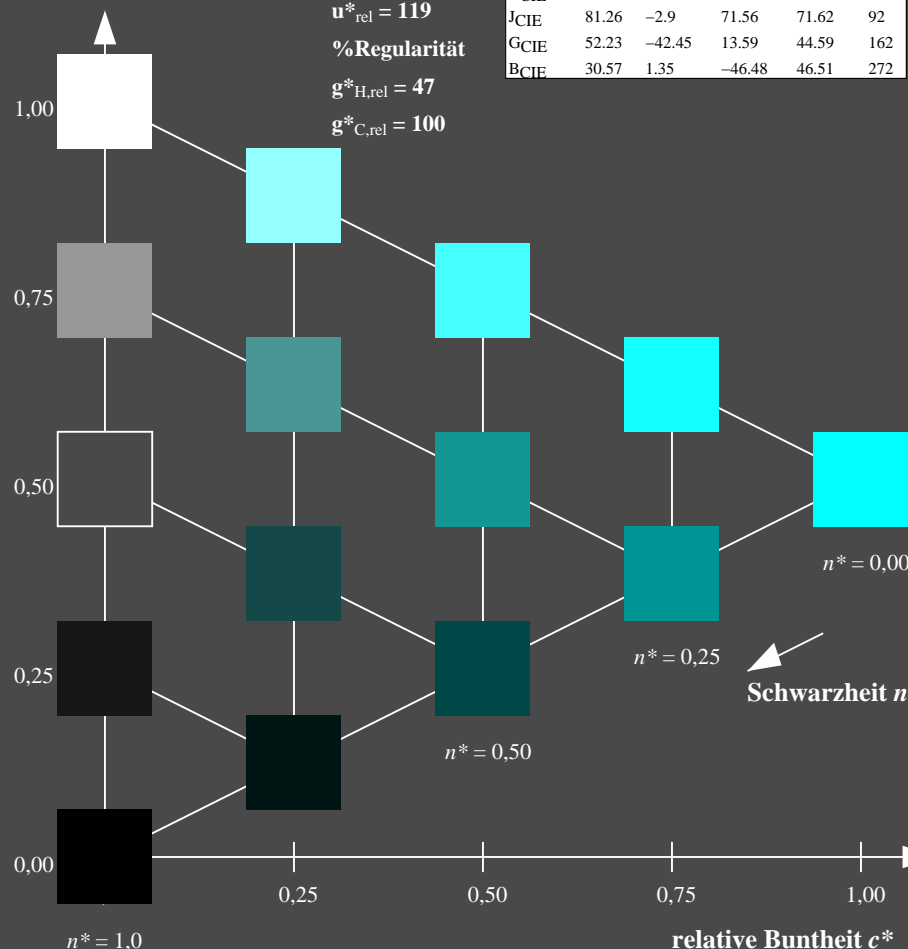 u*rel = 119
%Regularität
g*H,rel = 47
g*C,rel = 100
CIE
JCIE 81.26 −2.9 71.56 71.62 92
GCIE 52.23 −42.45 13.59 44.59 162
BCIE 30.57 1.35 −46.48 46.51 272
1,00
0,75
0,50
n* = 0,00
0,25
n* = 0,25
Schwarzheit n
n* = 0,50
0,00
0,25 0,50 0,75 1,00
n* = 1,0
relative Buntheit c*